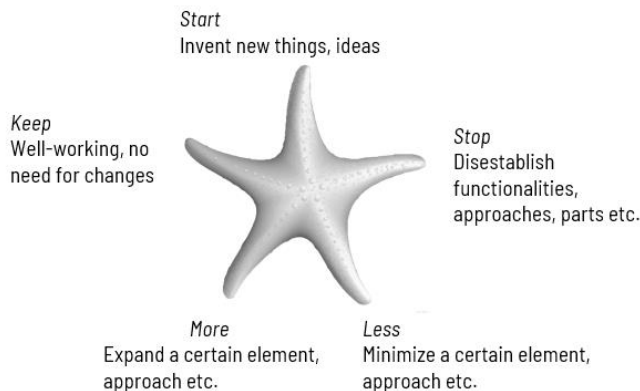 Start
Invent new things, ideas
Keep
Well-working, no
need for changes
Stop
Disestablish
functionalities,
approaches, parts etc.
More
Expand a certain element,
approach etc.
Less
Minimize a certain element,
approach etc.